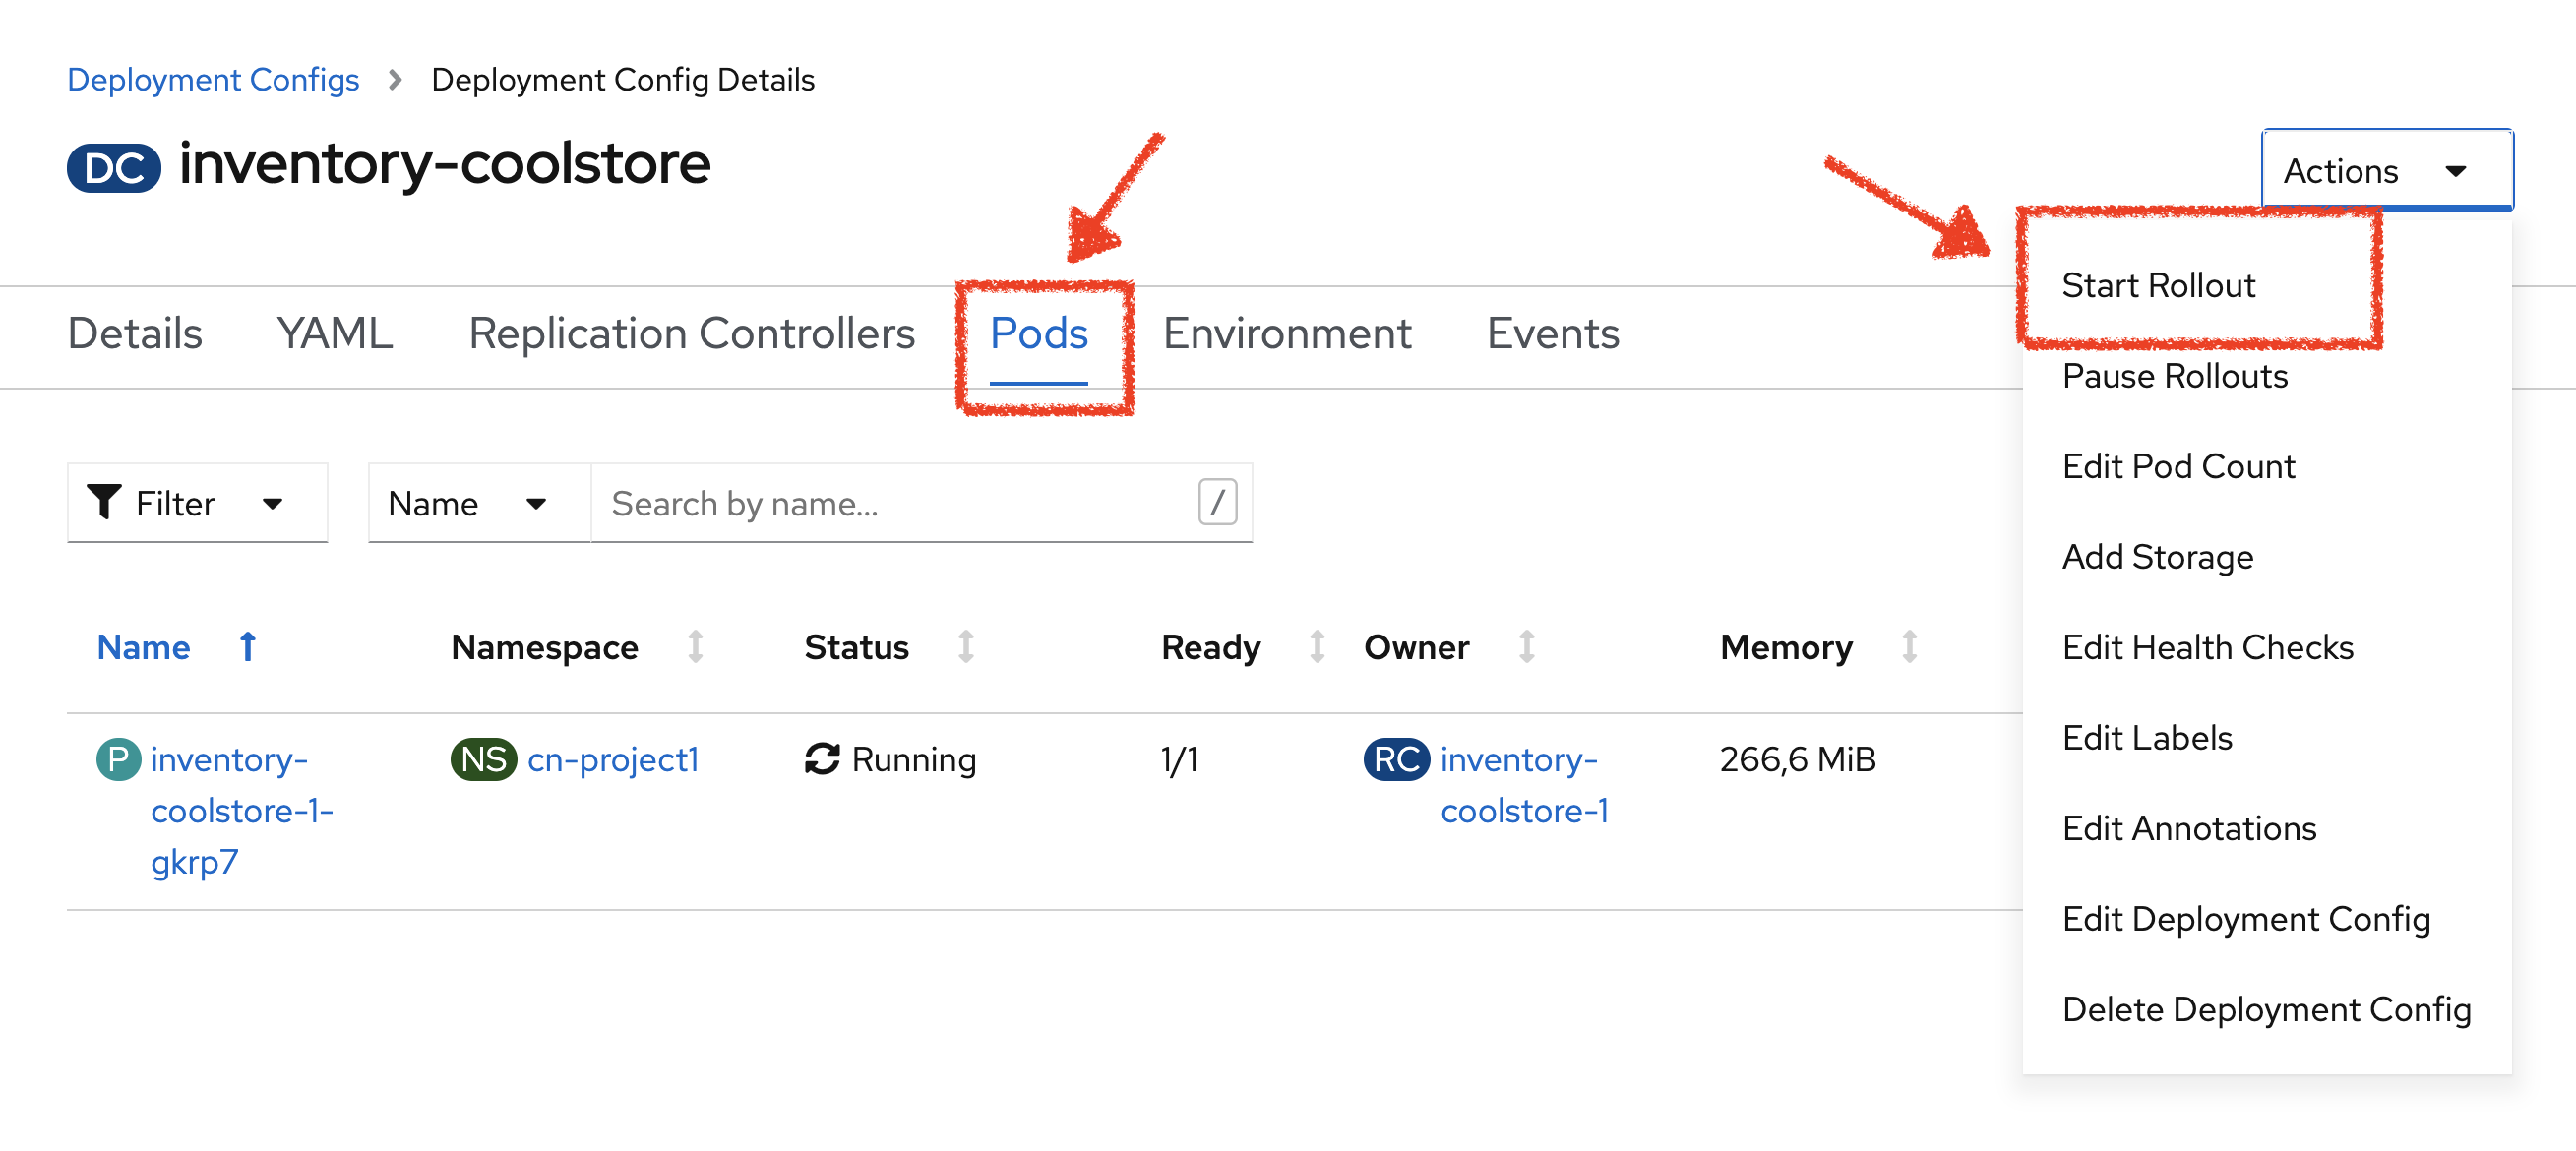 Deployment Configs > Deployment Config Details
DC inventory-coolstore
Actions
Start Rollout
Pause Rollouts
Edit Pod Count
Add Storage
Edit Health Checks
Edit Labels
Edit Annotations
Edit Deployment Config
Delete Deployment Config
Details YAML Replication Controllers Pods Environment Events
Filter Name Search by name... /
Name Namespace Status Ready Owner Memory
P inventory-coolstore-1-gkrp7 NS cn-project1 Running 1/1 RC inventory-coolstore-1 266,6 MiB